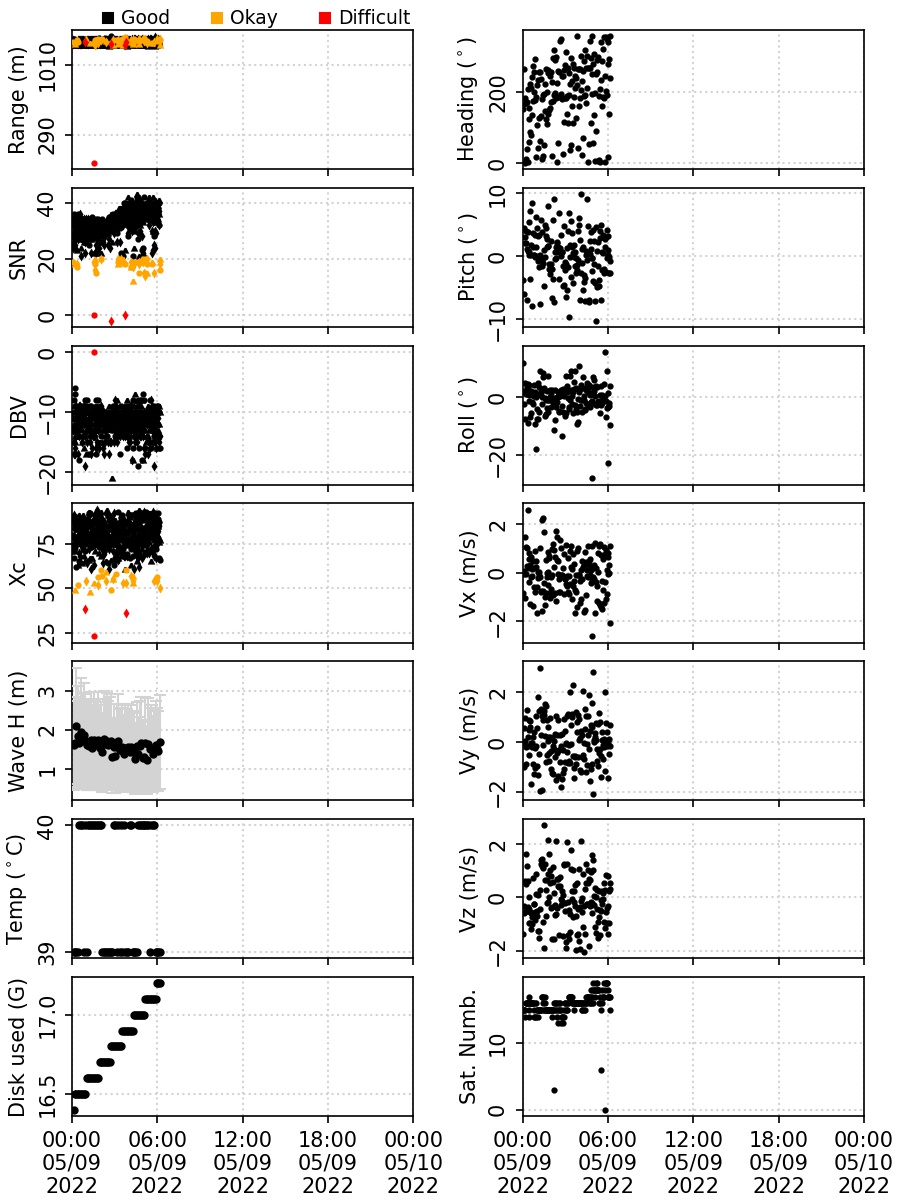 Good Okay Difficult
Range (m)
1010
290
Heading (°)
200
0
SNR
40
20
0
Pitch (°)
10
0
−10
DBV
0
−10
−20
Roll (°)
0
−20
Xc
75
50
25
Vx (m/s)
2
0
−2
Wave H (m)
3
2
1
Vy (m/s)
2
0
−2
Temp (°C)
40
39
Vz (m/s)
2
0
−2
Disk used (G)
17.0
16.5
Sat. Numb.
10
0
00:00 06:00 12:00 18:00 00:00
05/09 05/09 05/09 05/09 05/10
2022 2022 2022 2022 2022
00:00 06:00 12:00 18:00 00:00
05/09 05/09 05/09 05/09 05/10
2022 2022 2022 2022 2022